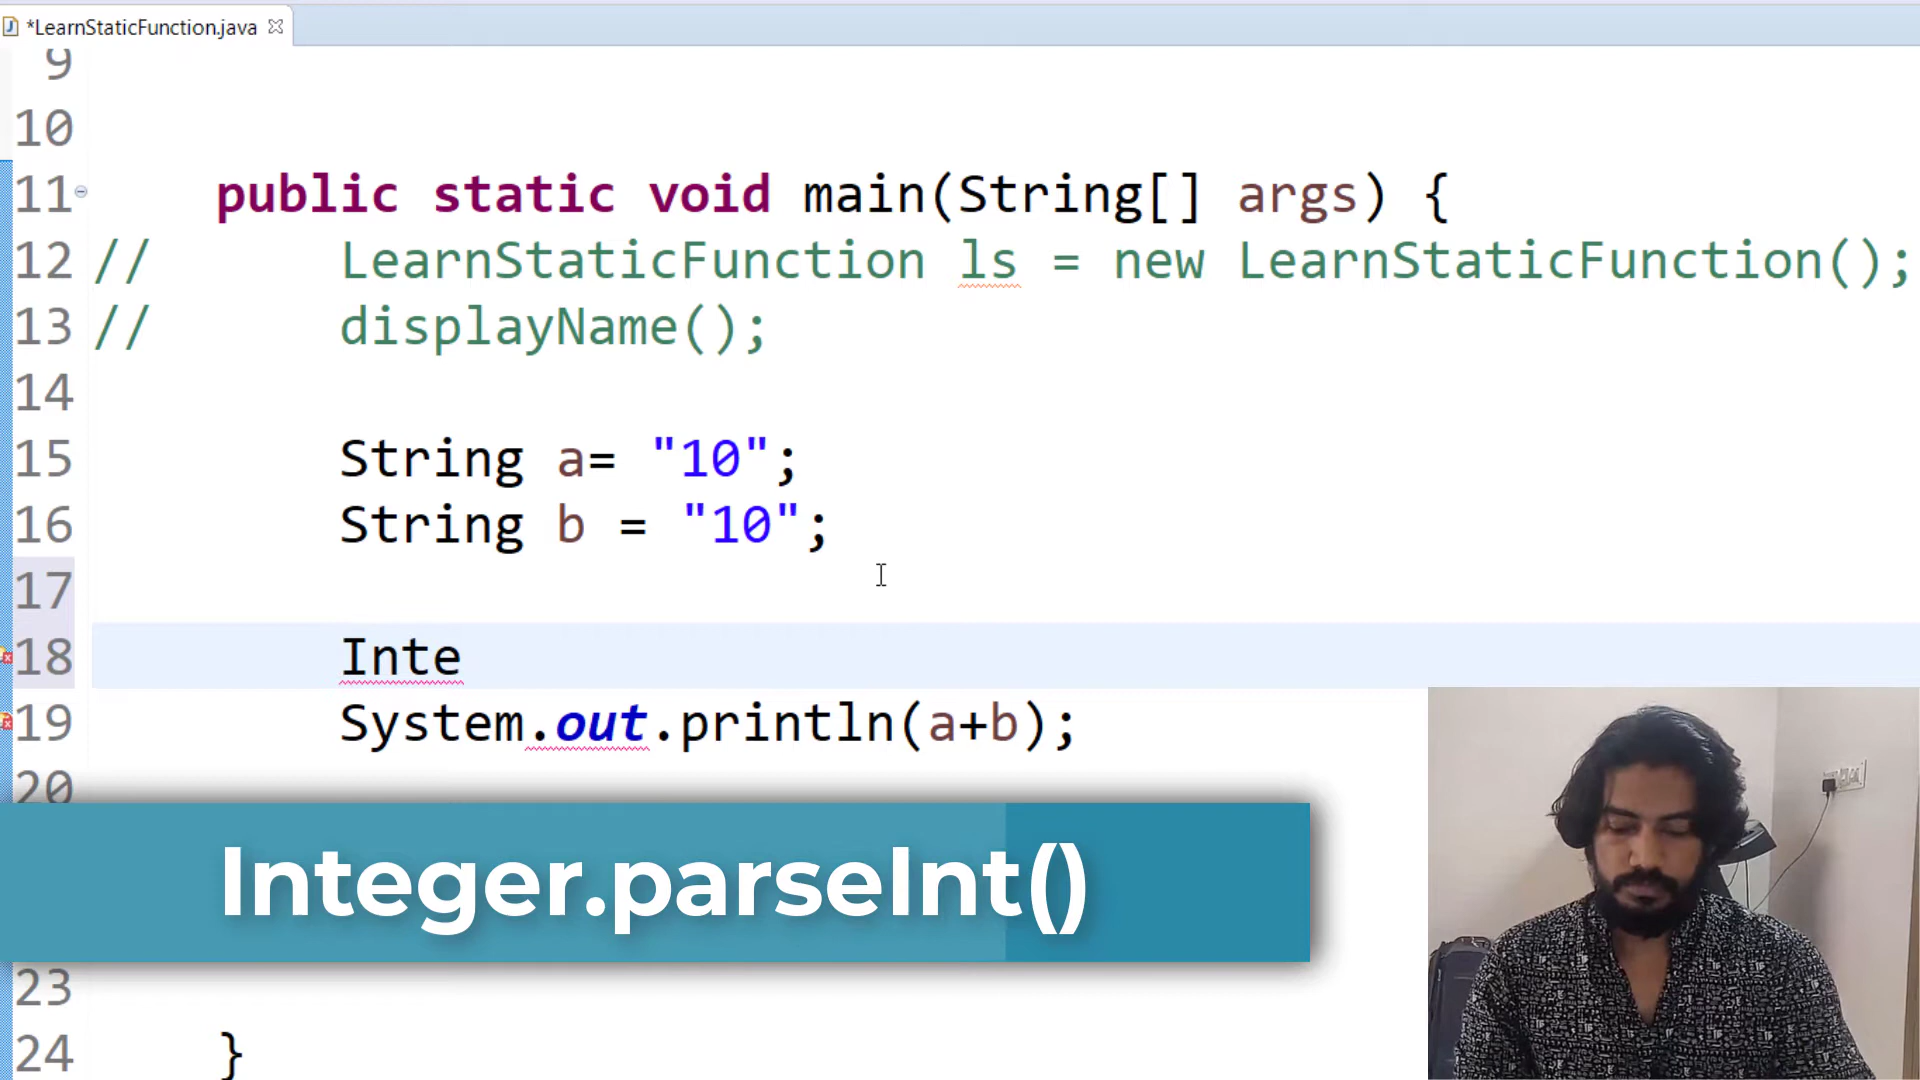 *LearnStaticFunction.java
9
10
11 public static void main(String[] args) {
12 // LearnStaticFunction ls = new LearnStaticFunction();
13 // displayName();
14
15 String a= "10";
16 String b = "10";
17
18 Inte
19 System.out.println(a+b);
20
Integer.parseInt()
23
24 }